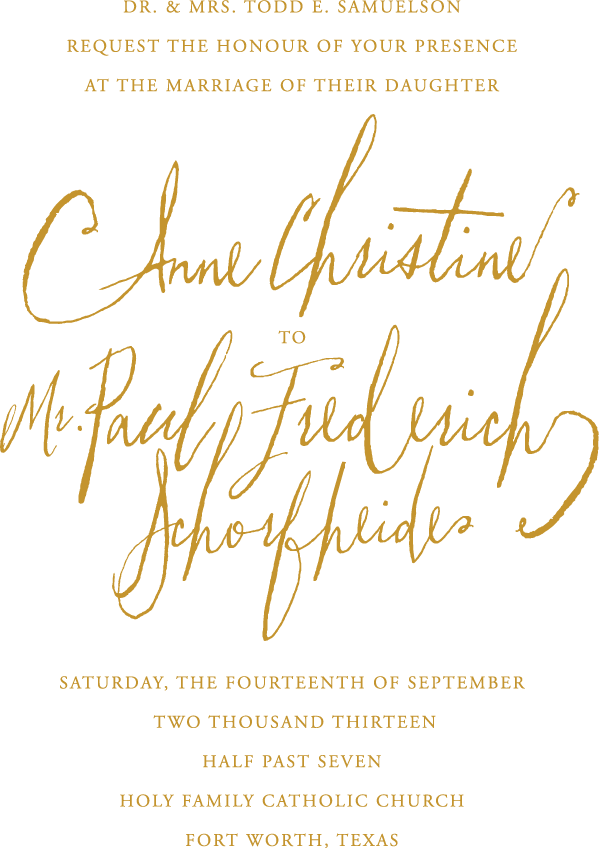 DR. & MRS. TODD E. SAMUELSON
REQUEST THE HONOUR OF YOUR PRESENCE
AT THE MARRIAGE OF THEIR DAUGHTER
Anne Christine
TO
Mr. Paul Frederich
Schorfheides
SATURDAY, THE FOURTEENTH OF SEPTEMBER
TWO THOUSAND THIRTEEN
HALF PAST SEVEN
HOLY FAMILY CATHOLIC CHURCH
FORT WORTH, TEXAS